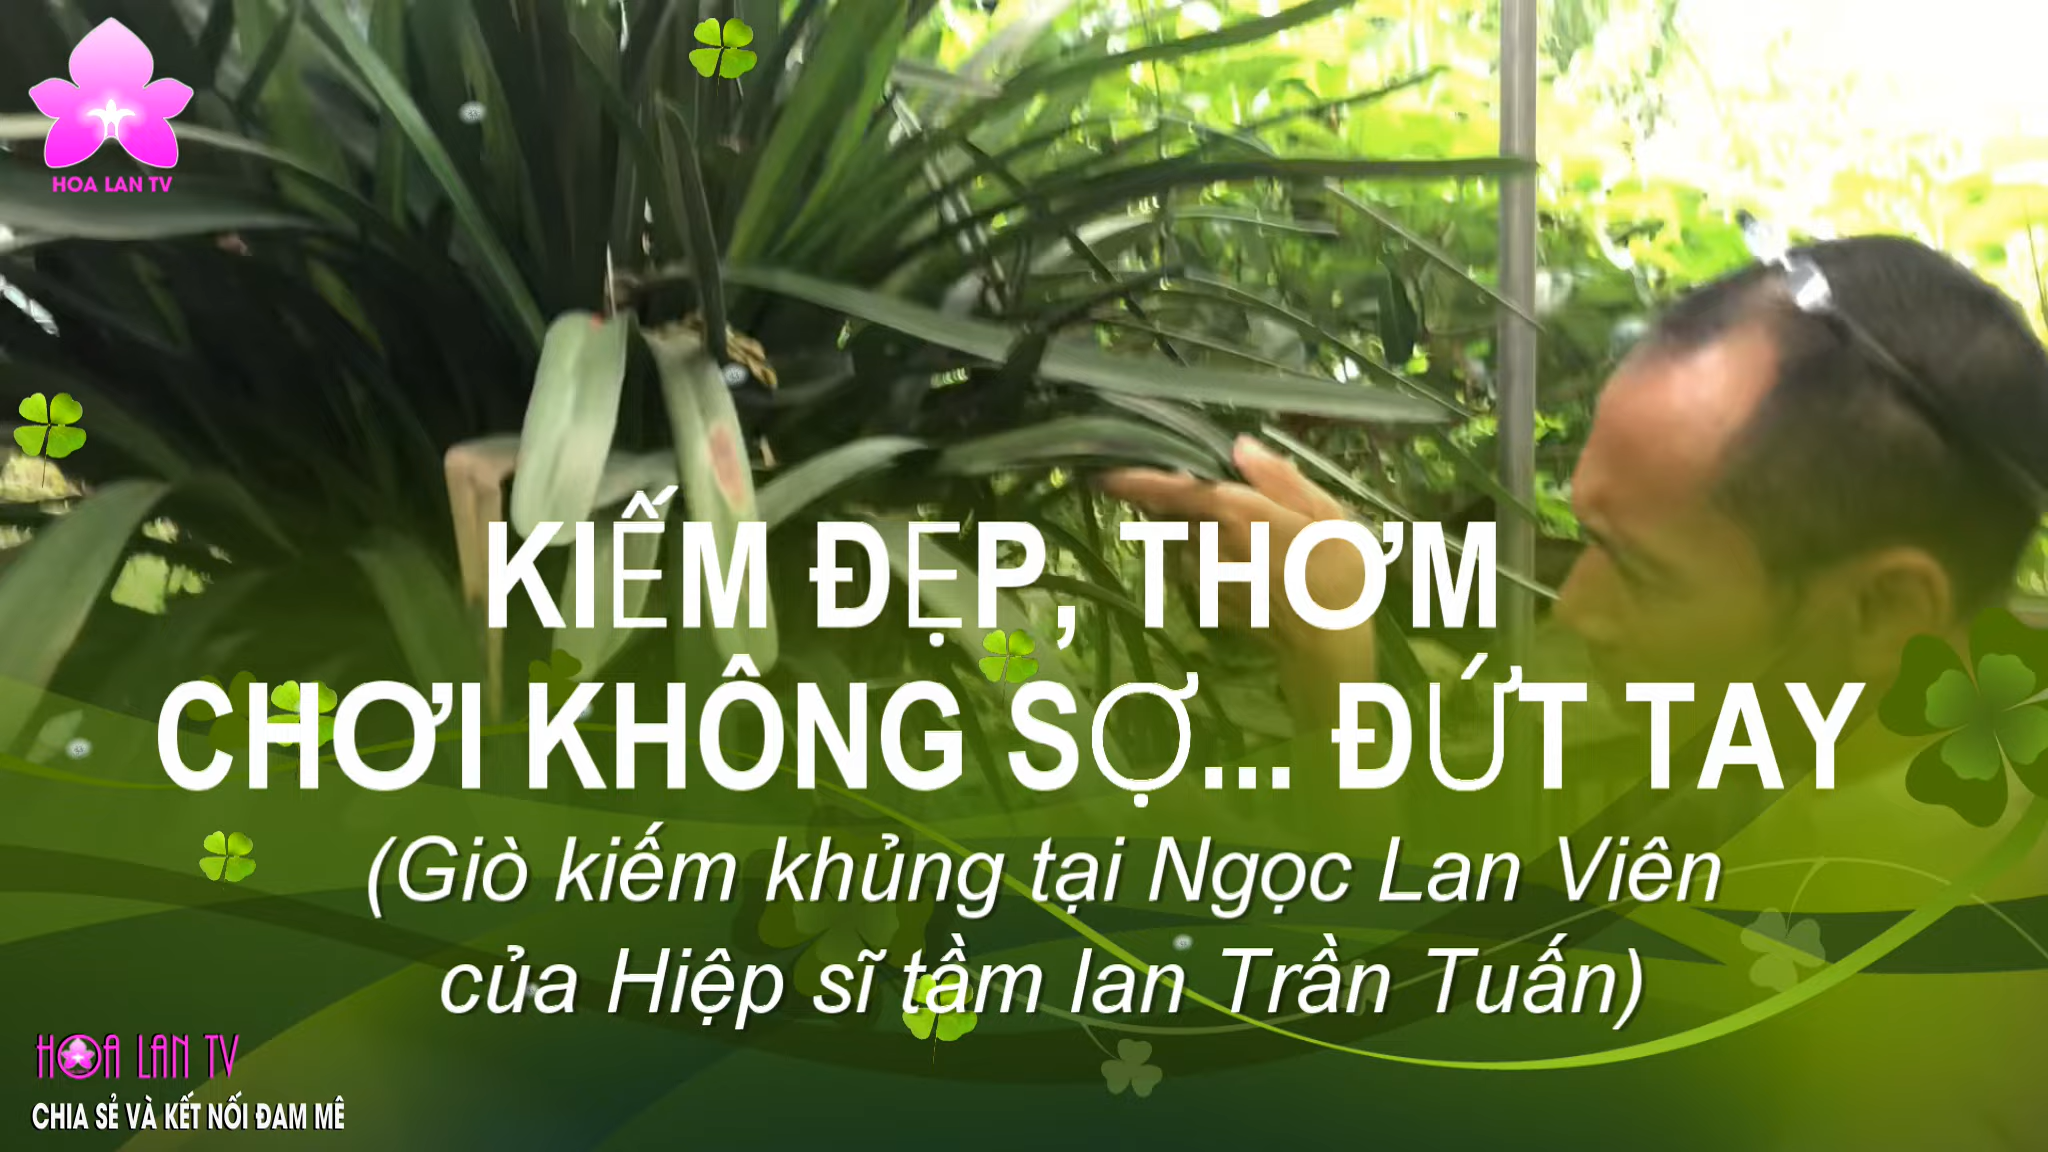 HOA LAN TV
KIẾM ĐẸP, THƠM
CHƠI KHÔNG SỢ... ĐỨT TAY
(Giò kiếm khủng tại Ngọc Lan Viên
của Hiệp sĩ tầm lan Trần Tuấn)
HOA LAN TV
CHIA SẺ VÀ KẾT NỐI ĐAM MÊ